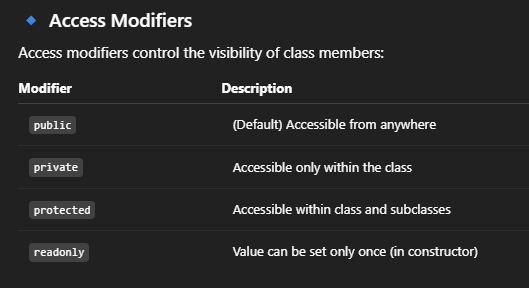 Access Modifiers
Access modifiers control the visibility of class members:
Modifier Description
public (Default) Accessible from anywhere
private Accessible only within the class
protected Accessible within class and subclasses
readonly Value can be set only once (in constructor)